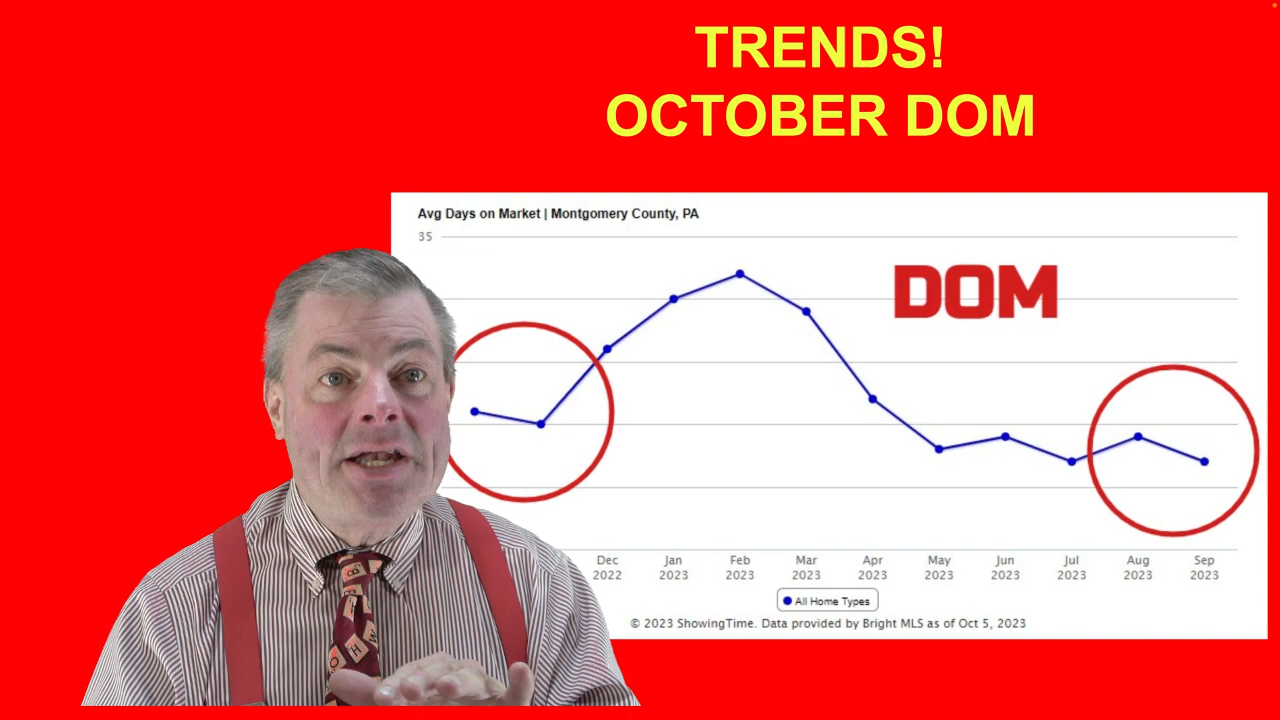 TRENDS!
OCTOBER DOM
Avg Days on Market | Montgomery County, PA
35
DOM
Dec Jan Feb Mar Apr May Jun Jul Aug Sep
2022 2023 2023 2023 2023 2023 2023 2023 2023 2023
All Home Types
© 2023 ShowingTime. Data provided by Bright MLS as of Oct 5, 2023
O
H